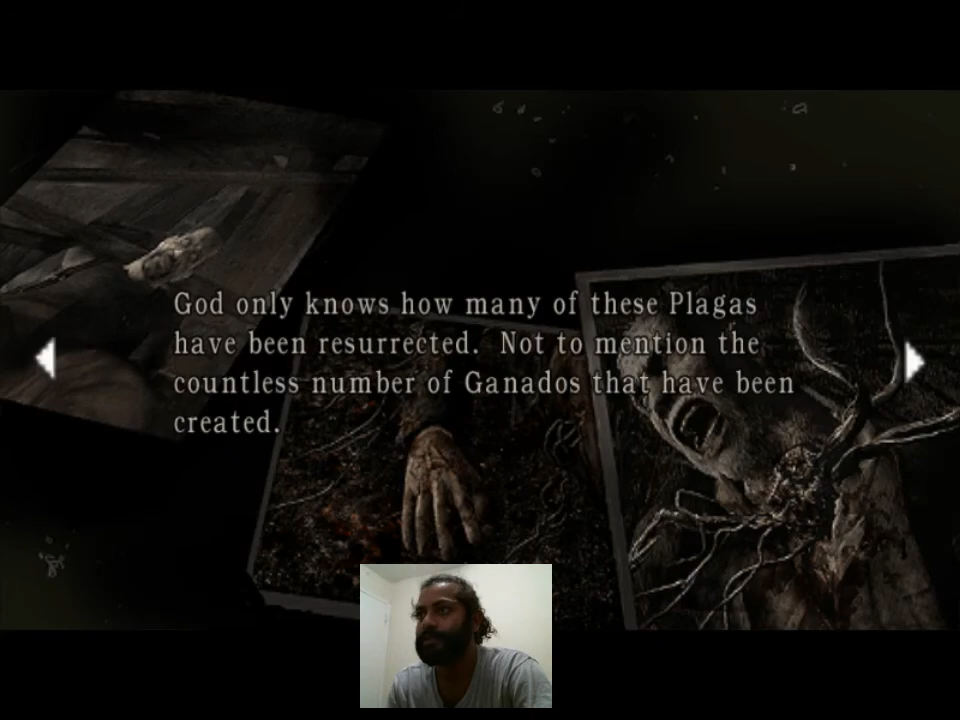 God only knows how many of these Plagas
have been resurrected.  Not to mention the
countless number of Ganados that have been
created.